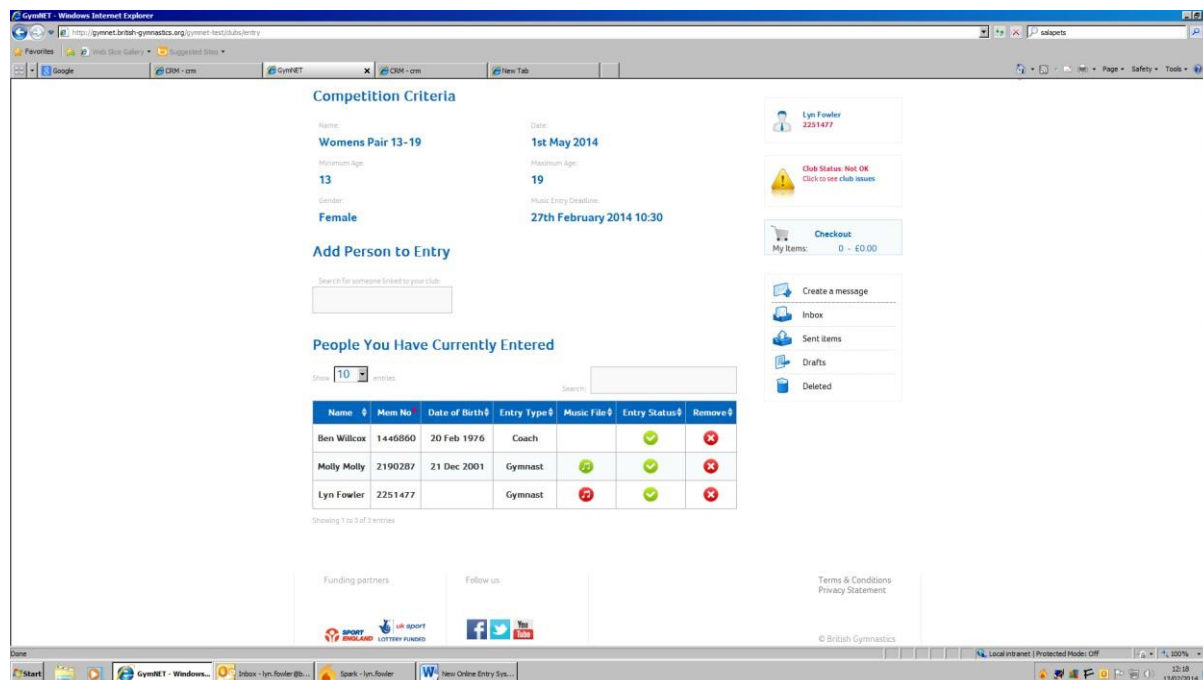 GymNET - Windows Internet Explorer
http://gymnet.british-gymnastics.org/gymnet-test/clubs/entry
salapets
Favorites Web Slice Gallery Suggested Sites
Google CRM - crm GymNET CRM - crm New Tab
Page Safety Tools
Competition Criteria
Name: Date:
Womens Pair 13-19 1st May 2014
Minimum Age: Maximum Age:
13 19
Gender: Music Entry Deadline:
Female 27th February 2014 10:30
Add Person to Entry
Search for someone linked to your club:
People You Have Currently Entered
Show 10 entries
Search:
Name Mem No Date of Birth Entry Type Music File Entry Status Remove
Ben Willcox 1446860 20 Feb 1976 Coach
Molly Molly 2190287 21 Dec 2001 Gymnast
Lyn Fowler 2251477 Gymnast
Showing 1 to 3 of 3 entries
Lyn Fowler
2251477
Club Status: Not OK
Click to see club issues
Checkout
My Items: 0 - £0.00
Create a message
Inbox
Sent items
Drafts
Deleted
Funding partners Follow us Terms & Conditions
Privacy Statement
SPORT ENGLAND
uk sport
LOTTERY FUNDED
You Tube
© British Gymnastics
Done
Local intranet | Protected Mode: Off 100%
Start GymNET - Windows... Inbox - lyn.fowler@b... Spark - lyn.fowler New Online Entry Sys...
12:18
13/02/2014